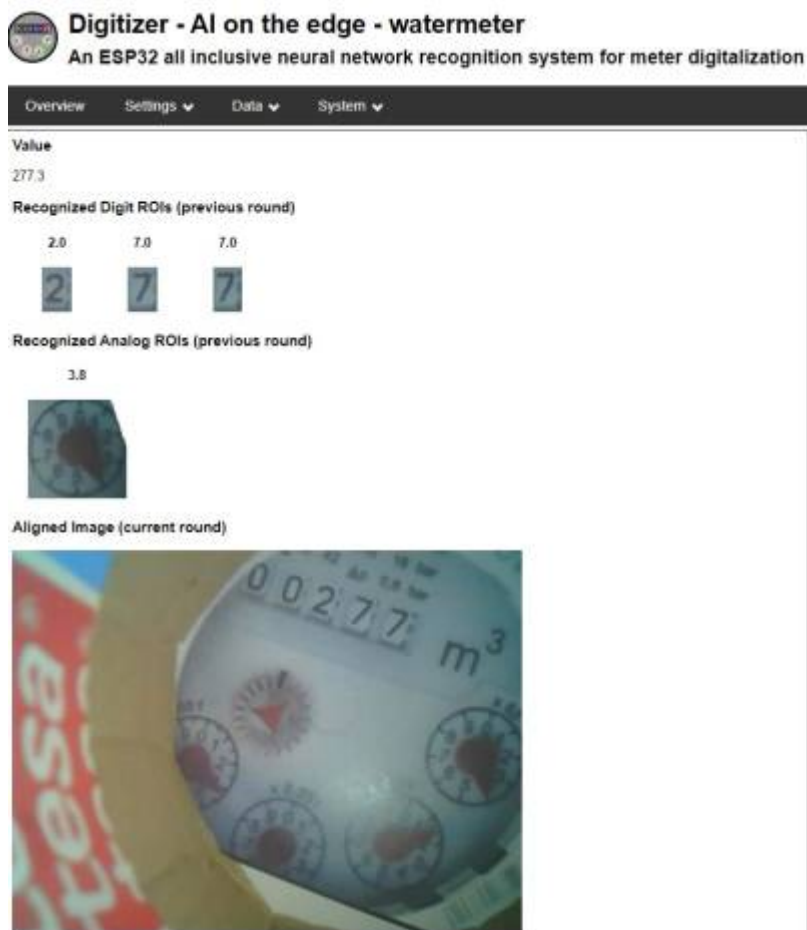 Digitizer - AI on the edge - watermeter
An ESP32 all inclusive neural network recognition system for meter digitalization
Overview Settings Data System
Value
277.3
Recognized Digit ROIs (previous round)
2.0 7.0 7.0
2 7 7
Recognized Analog ROIs (previous round)
3.8
Aligned Image (current round)
00277 m³